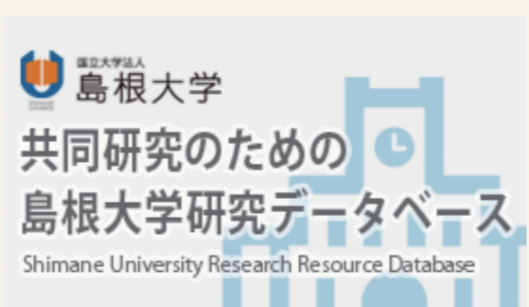 国立大学法人
島根大学
共同研究のための
島根大学研究データベース
Shimane University Research Resource Database